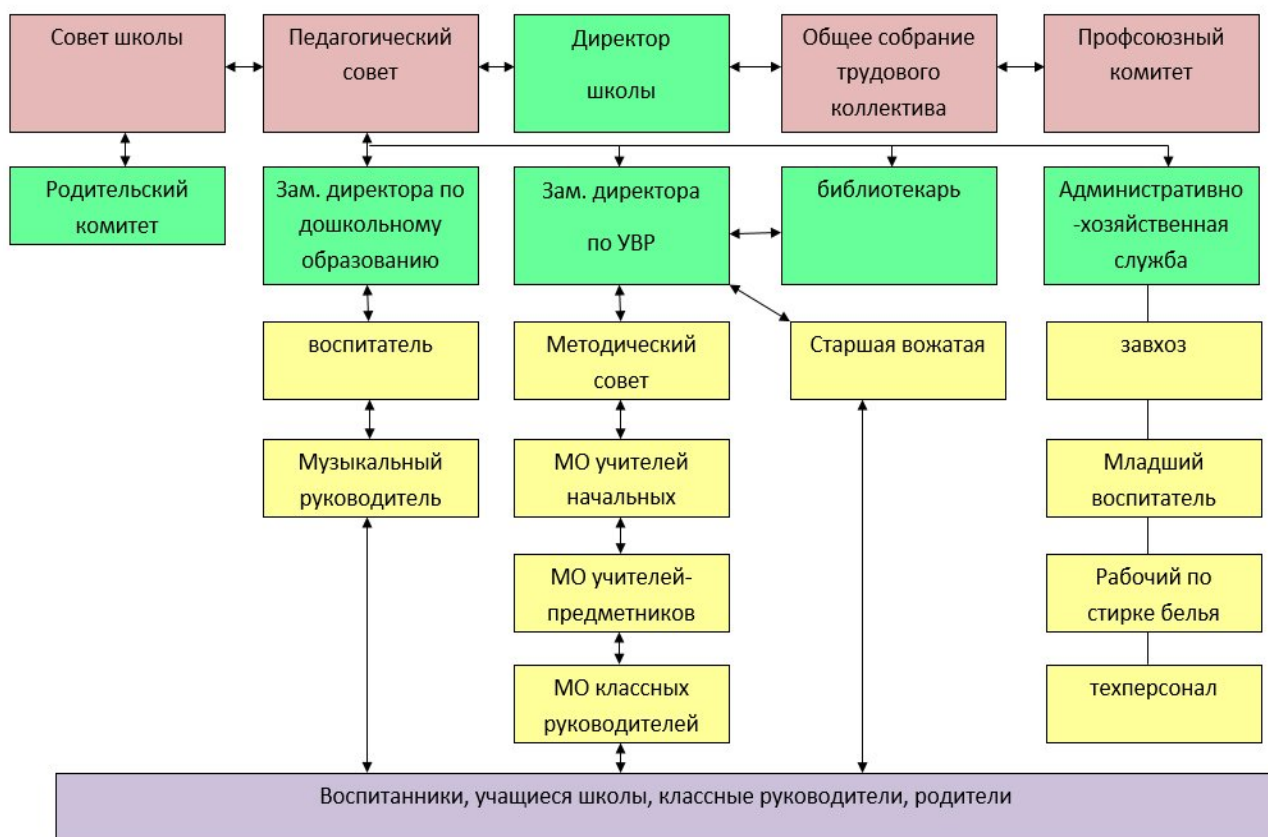 Совет школы
Педагогический
совет
Директор
школы
Общее собрание
трудового
коллектива
Профсоюзный
комитет
Родительский
комитет
Зам. директора по
дошкольному
образованию
Зам. директора
по УВР
библиотекарь
Административно
-хозяйственная
служба
воспитатель
Методический
совет
Старшая вожатая
завхоз
Музыкальный
руководитель
МО учителей
начальных
Младший
воспитатель
МО учителей-
предметников
Рабочий по
стирке белья
МО классных
руководителей
техперсонал
Воспитанники, учащиеся школы, классные руководители, родители